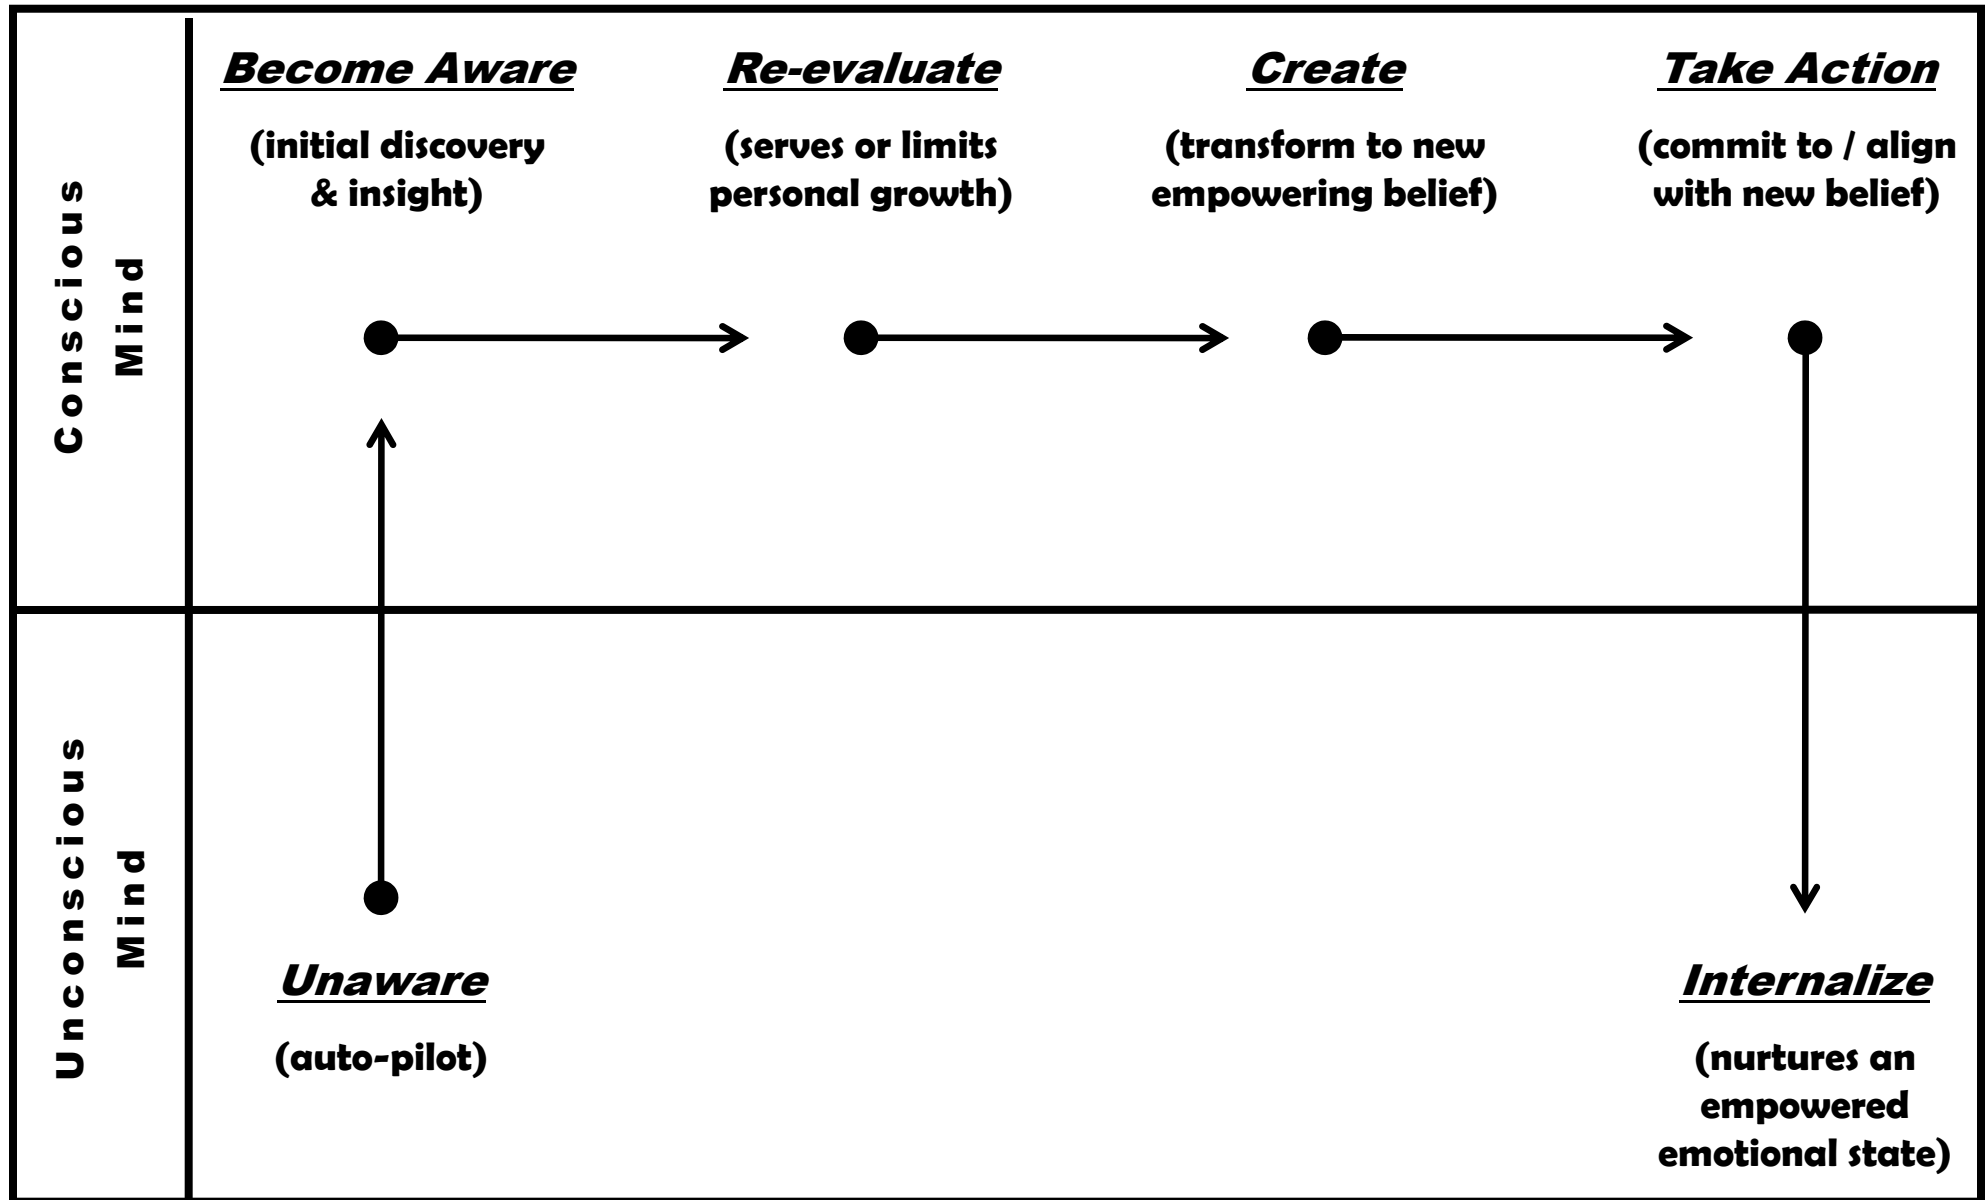 Conscious
Mind
Become Aware
(initial discovery
& insight)
Re-evaluate
(serves or limits
personal growth)
Create
(transform to new
empowering belief)
Take Action
(commit to / align
with new belief)
Unconscious
Mind
Unaware
(auto-pilot)
Internalize
(nurtures an
empowered
emotional state)